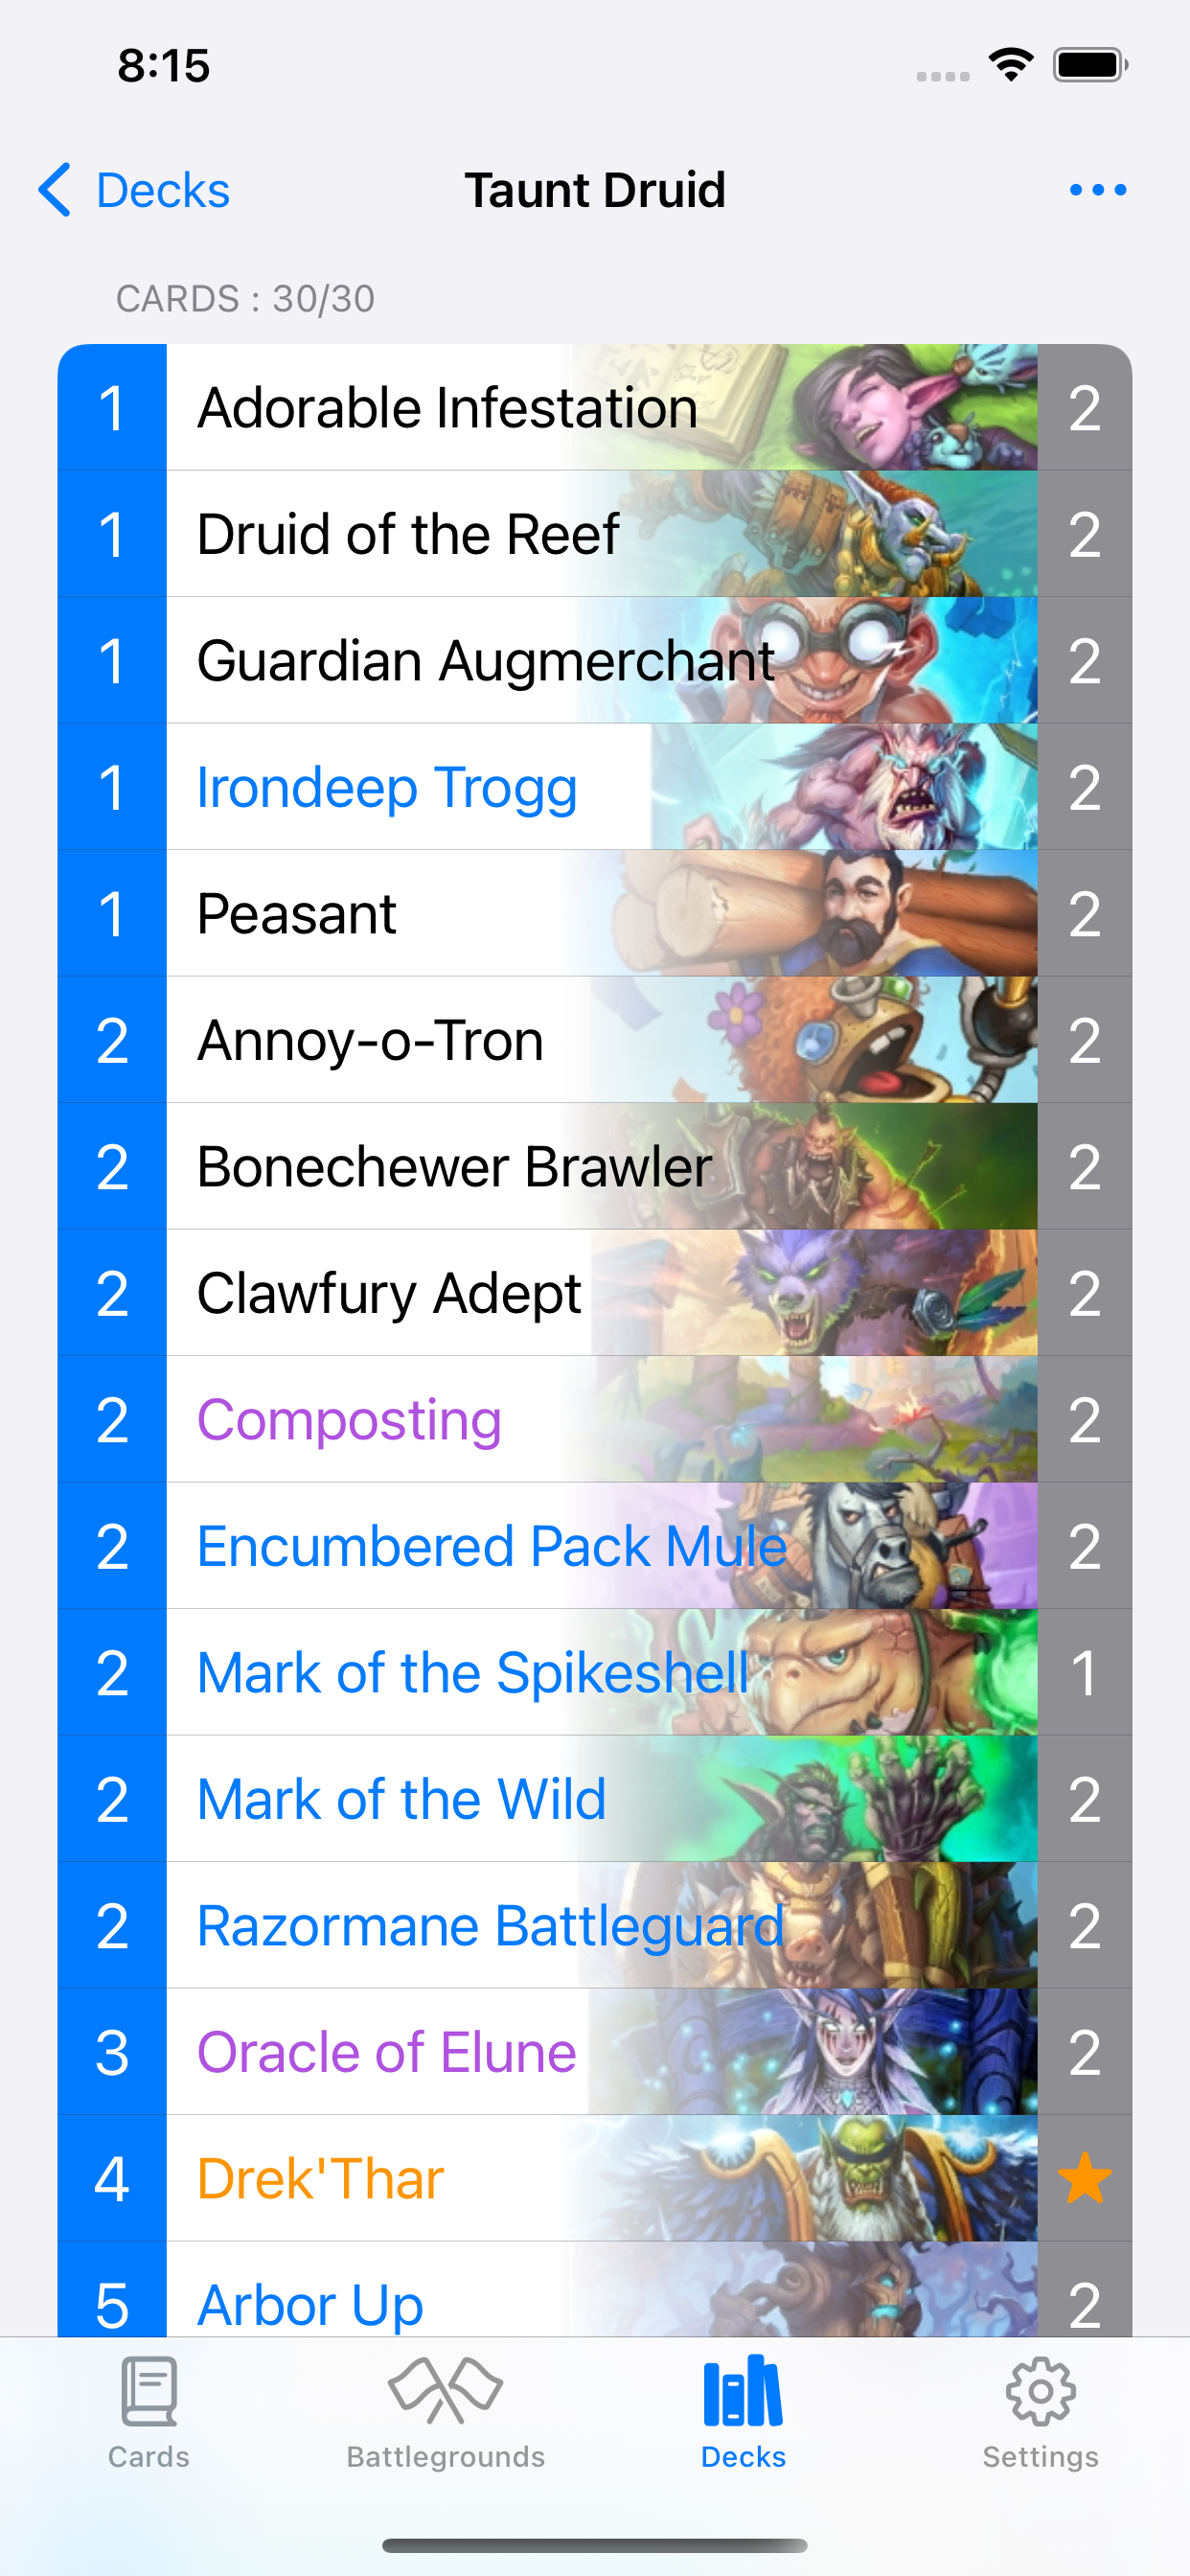 8:15
Decks Taunt Druid
CARDS : 30/30
1 Adorable Infestation 2
1 Druid of the Reef 2
1 Guardian Augmerchant 2
1 Irondeep Trogg 2
1 Peasant 2
2 Annoy-o-Tron 2
2 Bonechewer Brawler 2
2 Clawfury Adept 2
2 Composting 2
2 Encumbered Pack Mule 2
2 Mark of the Spikeshell 1
2 Mark of the Wild 2
2 Razormane Battleguard 2
3 Oracle of Elune 2
4 Drek'Thar
5 Arbor Up 2
Cards Battlegrounds Decks Settings